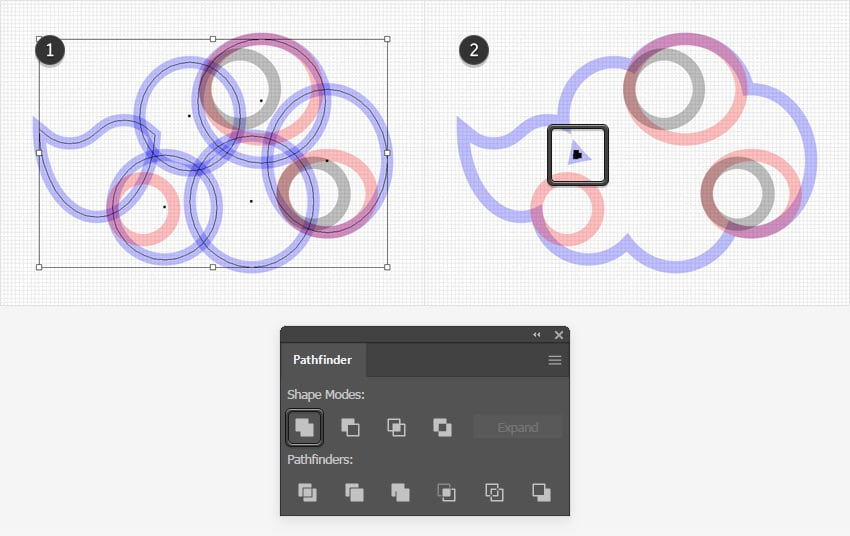 1
2
Pathfinder
Shape Modes:
Expand
Pathfinders: